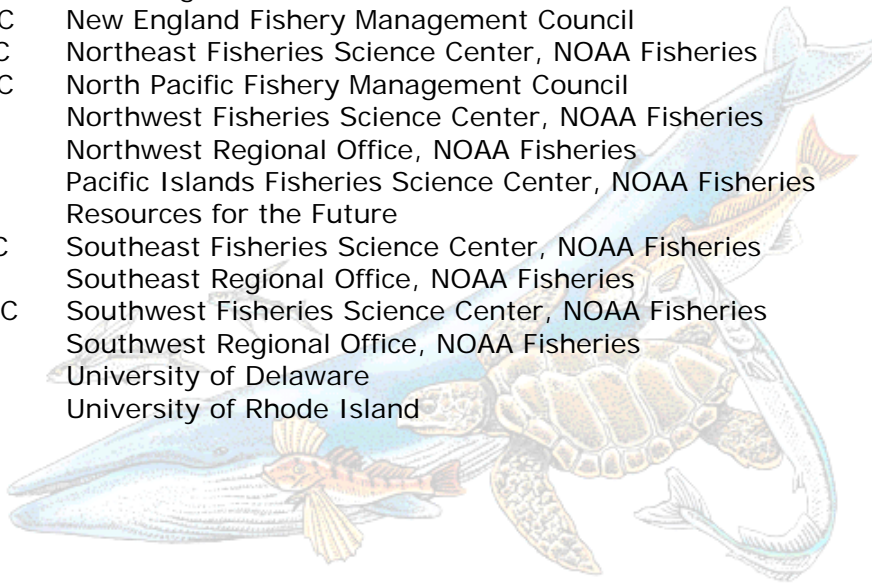 C New England Fishery Management Council
C Northeast Fisheries Science Center, NOAA Fisheries
C North Pacific Fishery Management Council
Northwest Fisheries Science Center, NOAA Fisheries
Northwest Regional Office, NOAA Fisheries
Pacific Islands Fisheries Science Center, NOAA Fisheries
Resources for the Future
C Southeast Fisheries Science Center, NOAA Fisheries
Southeast Regional Office, NOAA Fisheries
C Southwest Fisheries Science Center, NOAA Fisheries
Southwest Regional Office, NOAA Fisheries
University of Delaware
University of Rhode Island